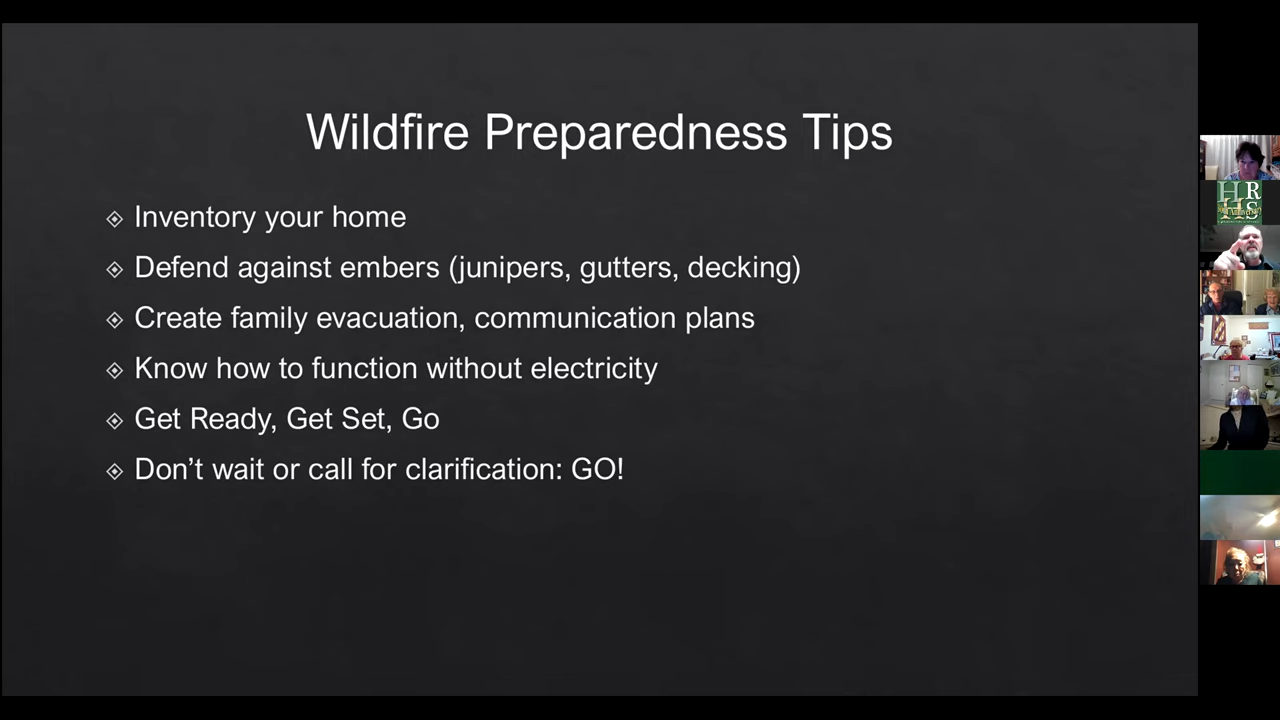 Wildfire Preparedness Tips
Inventory your home
Defend against embers (junipers, gutters, decking)
Create family evacuation, communication plans
Know how to function without electricity
Get Ready, Get Set, Go
Don’t wait or call for clarification: GO!
H R
H S